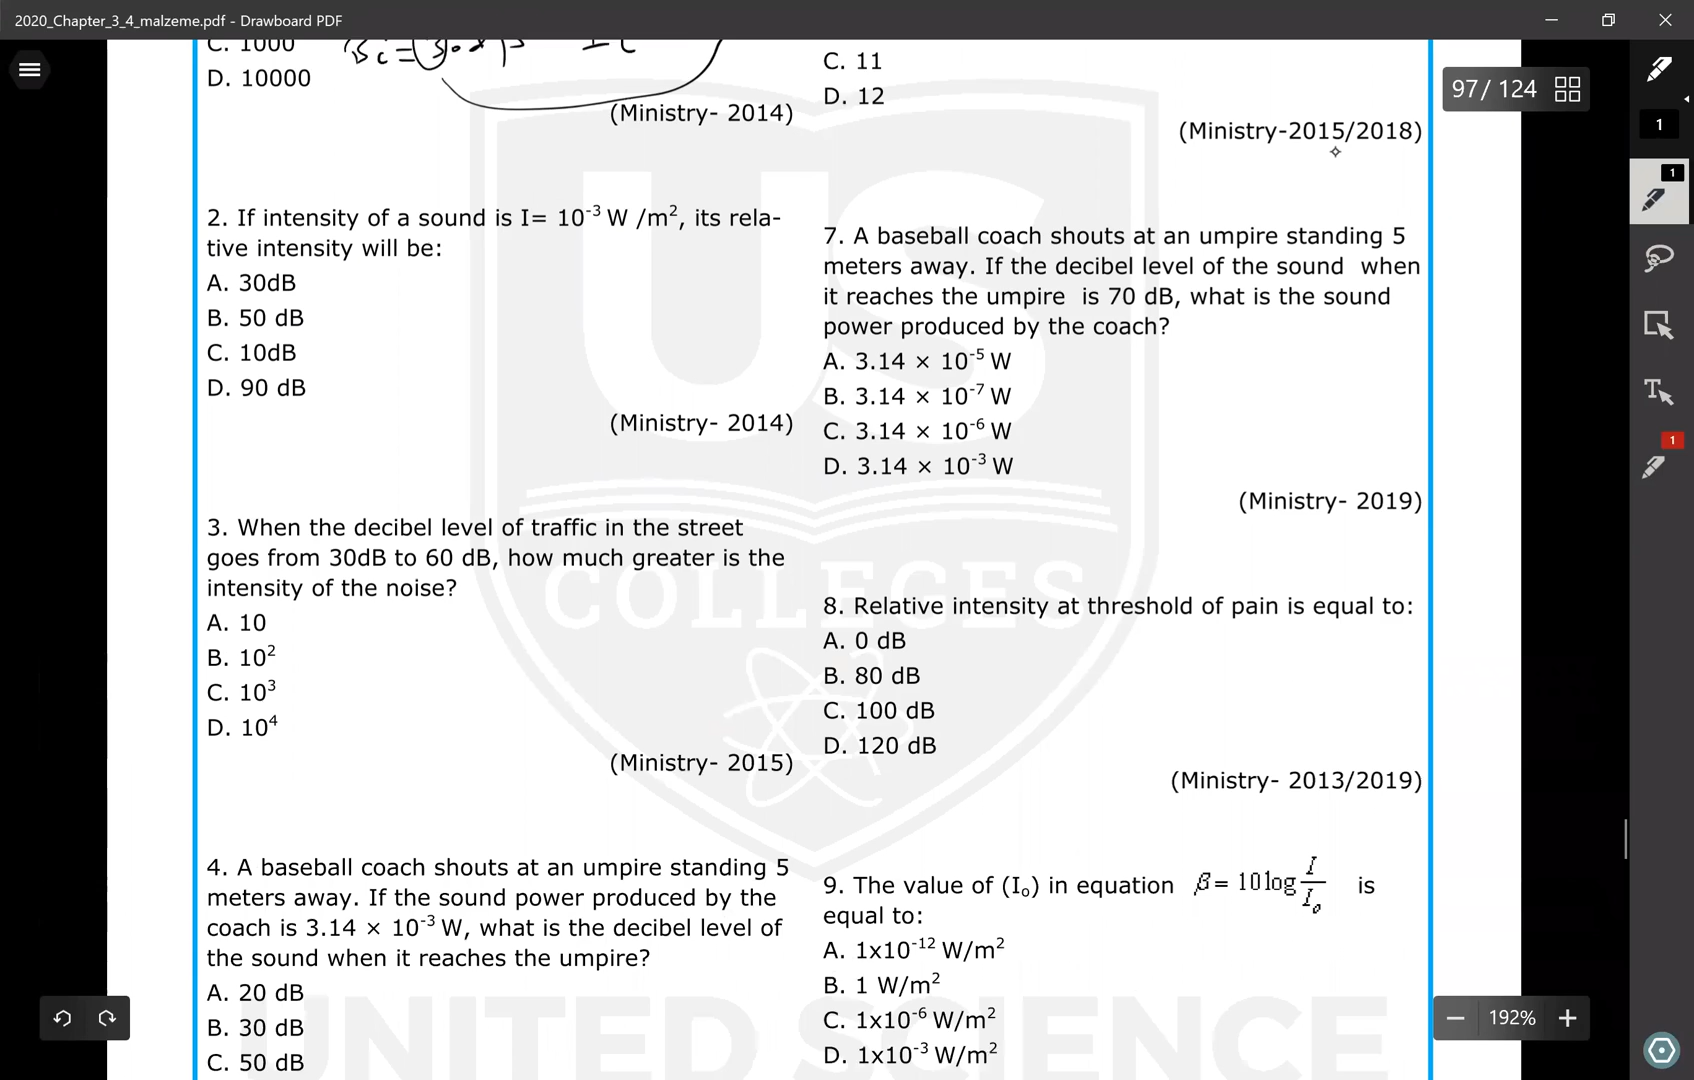 2020_Chapter_3_4_malzeme.pdf - Drawboard PDF
C. 1000
D. 10000
(Ministry- 2014)
2. If intensity of a sound is I= 10⁻³ W /m², its rela-
tive intensity will be:
A. 30dB
B. 50 dB
C. 10dB
D. 90 dB
(Ministry- 2014)
3. When the decibel level of traffic in the street
goes from 30dB to 60 dB, how much greater is the
intensity of the noise?
A. 10
B. 10²
C. 10³
D. 10⁴
(Ministry- 2015)
4. A baseball coach shouts at an umpire standing 5
meters away. If the sound power produced by the
coach is 3.14 × 10⁻³ W, what is the decibel level of
the sound when it reaches the umpire?
A. 20 dB
B. 30 dB
C. 50 dB
C. 11
D. 12
(Ministry-2015/2018)
7. A baseball coach shouts at an umpire standing 5
meters away. If the decibel level of the sound when
it reaches the umpire is 70 dB, what is the sound
power produced by the coach?
A. 3.14 × 10⁻⁵ W
B. 3.14 × 10⁻⁷ W
C. 3.14 × 10⁻⁶ W
D. 3.14 × 10⁻³ W
(Ministry- 2019)
8. Relative intensity at threshold of pain is equal to:
A. 0 dB
B. 80 dB
C. 100 dB
D. 120 dB
(Ministry- 2013/2019)
9. The value of (I₀) in equation β = 10log I/I₀ is
equal to:
A. 1x10⁻¹² W/m²
B. 1 W/m²
C. 1x10⁻⁶ W/m²
D. 1x10⁻³ W/m²
US
COLLEGES
UNITED SCIENCE
97/ 124
1
1
1
192%